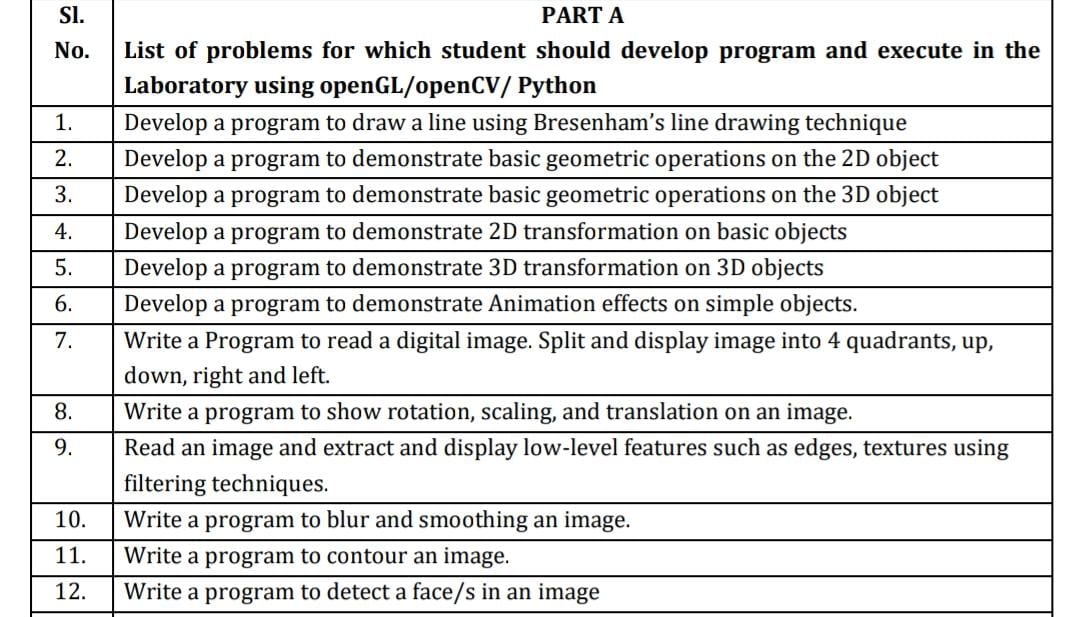 Sl. PART A
No. List of problems for which student should develop program and execute in the
Laboratory using openGL/openCV/ Python
1. Develop a program to draw a line using Bresenham’s line drawing technique
2. Develop a program to demonstrate basic geometric operations on the 2D object
3. Develop a program to demonstrate basic geometric operations on the 3D object
4. Develop a program to demonstrate 2D transformation on basic objects
5. Develop a program to demonstrate 3D transformation on 3D objects
6. Develop a program to demonstrate Animation effects on simple objects.
7. Write a Program to read a digital image. Split and display image into 4 quadrants, up,
down, right and left.
8. Write a program to show rotation, scaling, and translation on an image.
9. Read an image and extract and display low-level features such as edges, textures using
filtering techniques.
10. Write a program to blur and smoothing an image.
11. Write a program to contour an image.
12. Write a program to detect a face/s in an image